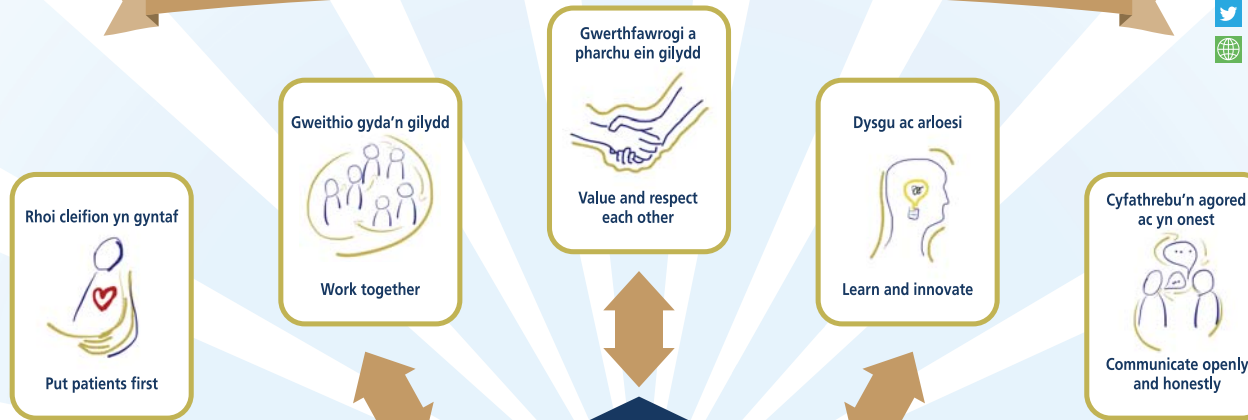 Rhoi cleifion yn gyntaf
Put patients first
Gweithio gyda'n gilydd
Work together
Gwerthfawrogi a
pharchu ein gilydd
Value and respect
each other
Dysgu ac arloesi
Learn and innovate
Cyfathrebu'n agored
ac yn onest
Communicate openly
and honestly